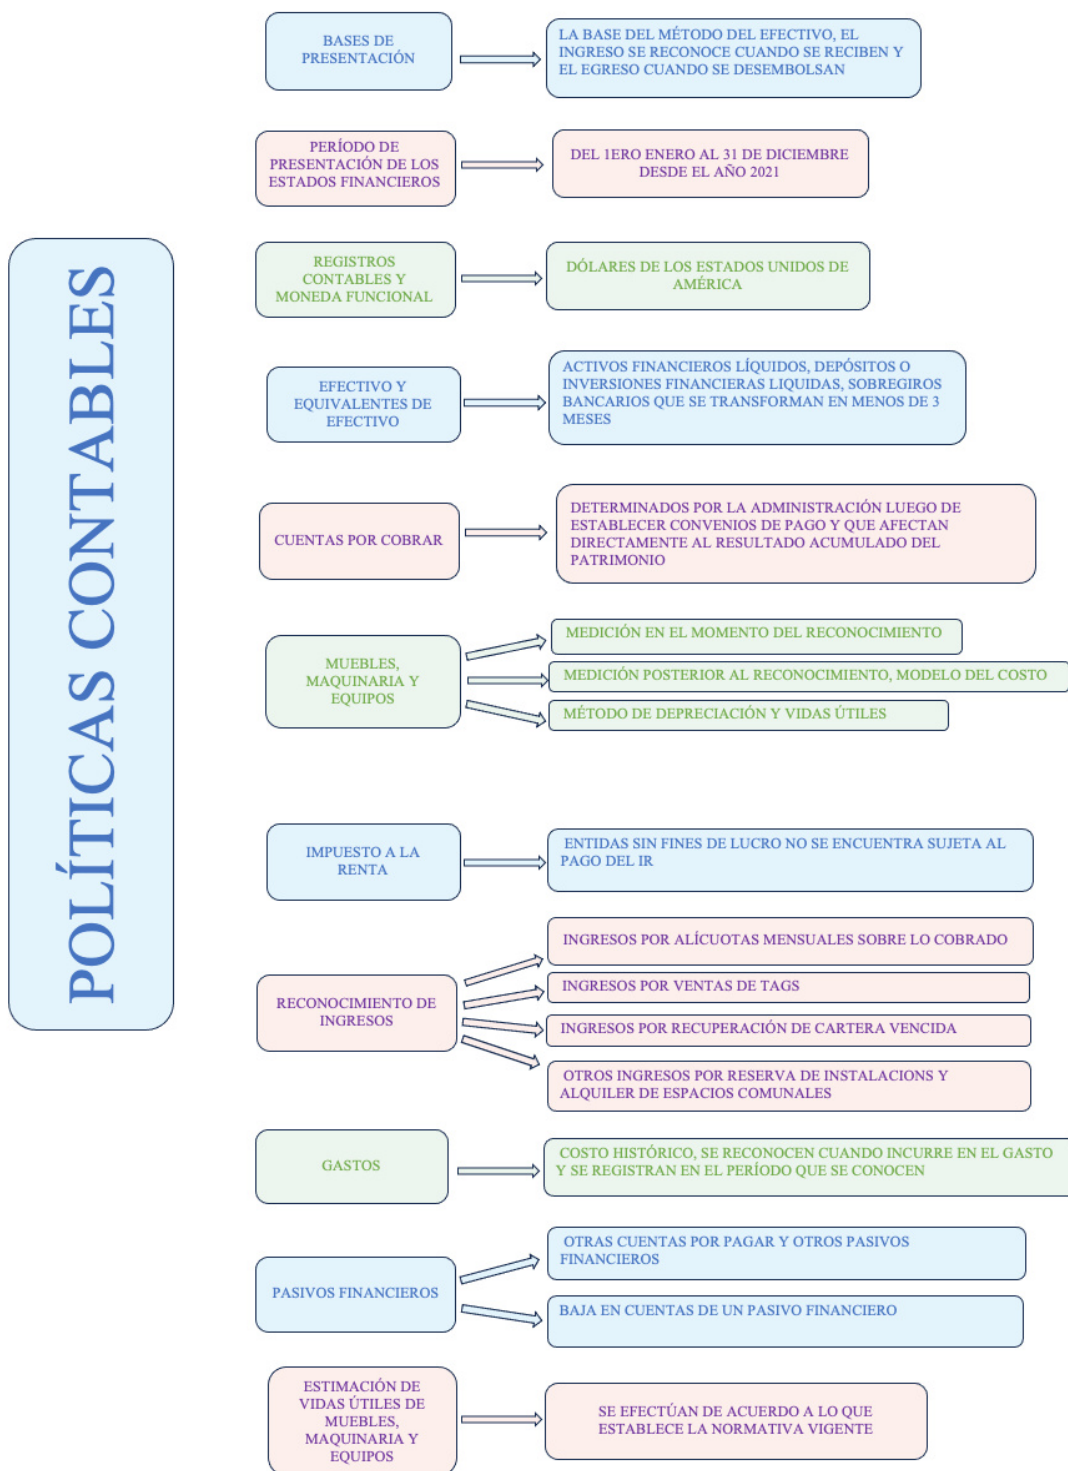 POLÍTICAS CONTABLES
BASES DE
PRESENTACIÓN
LA BASE DEL MÉTODO DEL EFECTIVO, EL
INGRESO SE RECONOCE CUANDO SE RECIBEN Y
EL EGRESO CUANDO SE DESEMBOLSAN
PERÍODO DE
PRESENTACIÓN DE LOS
ESTADOS FINANCIEROS
DEL 1ERO ENERO AL 31 DE DICIEMBRE
DESDE EL AÑO 2021
REGISTROS
CONTABLES Y
MONEDA FUNCIONAL
DÓLARES DE LOS ESTADOS UNIDOS DE
AMÉRICA
EFECTIVO Y
EQUIVALENTES DE
EFECTIVO
ACTIVOS FINANCIEROS LÍQUIDOS, DEPÓSITOS O
INVERSIONES FINANCIERAS LIQUIDAS, SOBREGIROS
BANCARIOS QUE SE TRANSFORMAN EN MENOS DE 3
MESES
CUENTAS POR COBRAR
DETERMINADOS POR LA ADMINISTRACIÓN LUEGO DE
ESTABLECER CONVENIOS DE PAGO Y QUE AFECTAN
DIRECTAMENTE AL RESULTADO ACUMULADO DEL
PATRIMONIO
MUEBLES,
MAQUINARIA Y
EQUIPOS
MEDICIÓN EN EL MOMENTO DEL RECONOCIMIENTO
MEDICIÓN POSTERIOR AL RECONOCIMIENTO, MODELO DEL COSTO
MÉTODO DE DEPRECIACIÓN Y VIDAS ÚTILES
IMPUESTO A LA
RENTA
ENTIDAS SIN FINES DE LUCRO NO SE ENCUENTRA SUJETA AL
PAGO DEL IR
RECONOCIMIENTO DE
INGRESOS
INGRESOS POR ALÍCUOTAS MENSUALES SOBRE LO COBRADO
INGRESOS POR VENTAS DE TAGS
INGRESOS POR RECUPERACIÓN DE CARTERA VENCIDA
OTROS INGRESOS POR RESERVA DE INSTALACIONS Y
ALQUILER DE ESPACIOS COMUNALES
GASTOS
COSTO HISTÓRICO, SE RECONOCEN CUANDO INCURRE EN EL GASTO
Y SE REGISTRAN EN EL PERÍODO QUE SE CONOCEN
PASIVOS FINANCIEROS
OTRAS CUENTAS POR PAGAR Y OTROS PASIVOS
FINANCIEROS
BAJA EN CUENTAS DE UN PASIVO FINANCIERO
ESTIMACIÓN DE
VIDAS ÚTILES DE
MUEBLES,
MAQUINARIA Y
EQUIPOS
SE EFECTÚAN DE ACUERDO A LO QUE
ESTABLECE LA NORMATIVA VIGENTE